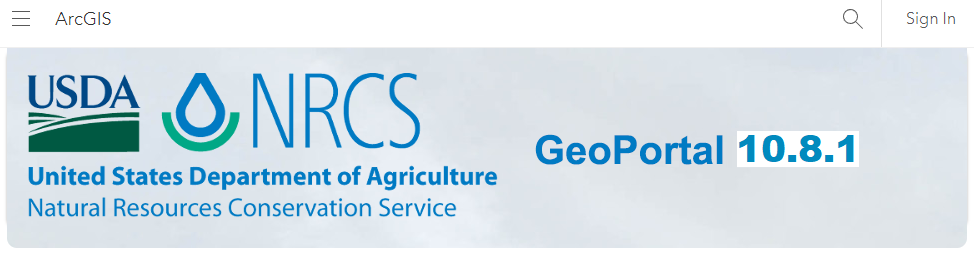 ArcGIS
Sign In
USDA NRCS
GeoPortal 10.8.1
United States Department of Agriculture
Natural Resources Conservation Service